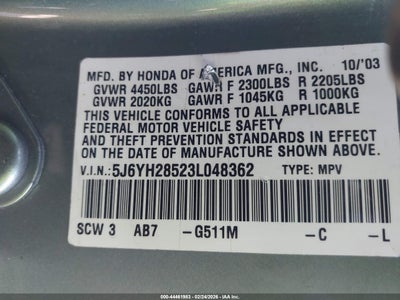 MFD. BY HONDA OF AMERICA MFG., INC. 10/'03
GVWR 4450LBS GAWR F 2300LBS R 2205LBS
GVWR 2020KG GAWR F 1045KG R 1000KG
THIS VEHICLE CONFORMS TO ALL APPLICABLE
FEDERAL MOTOR VEHICLE SAFETY
AND THEFT PREVENTION STANDARDS IN EFFECT ON
THE DATE OF MANUFACTURE SHOWN ABOVE.
V.I.N.: 5J6YH28523L048362 TYPE: MPV
SCW 3 AB7 -G511M -C -L
000-44461983 - 02/24/2026 - IAA